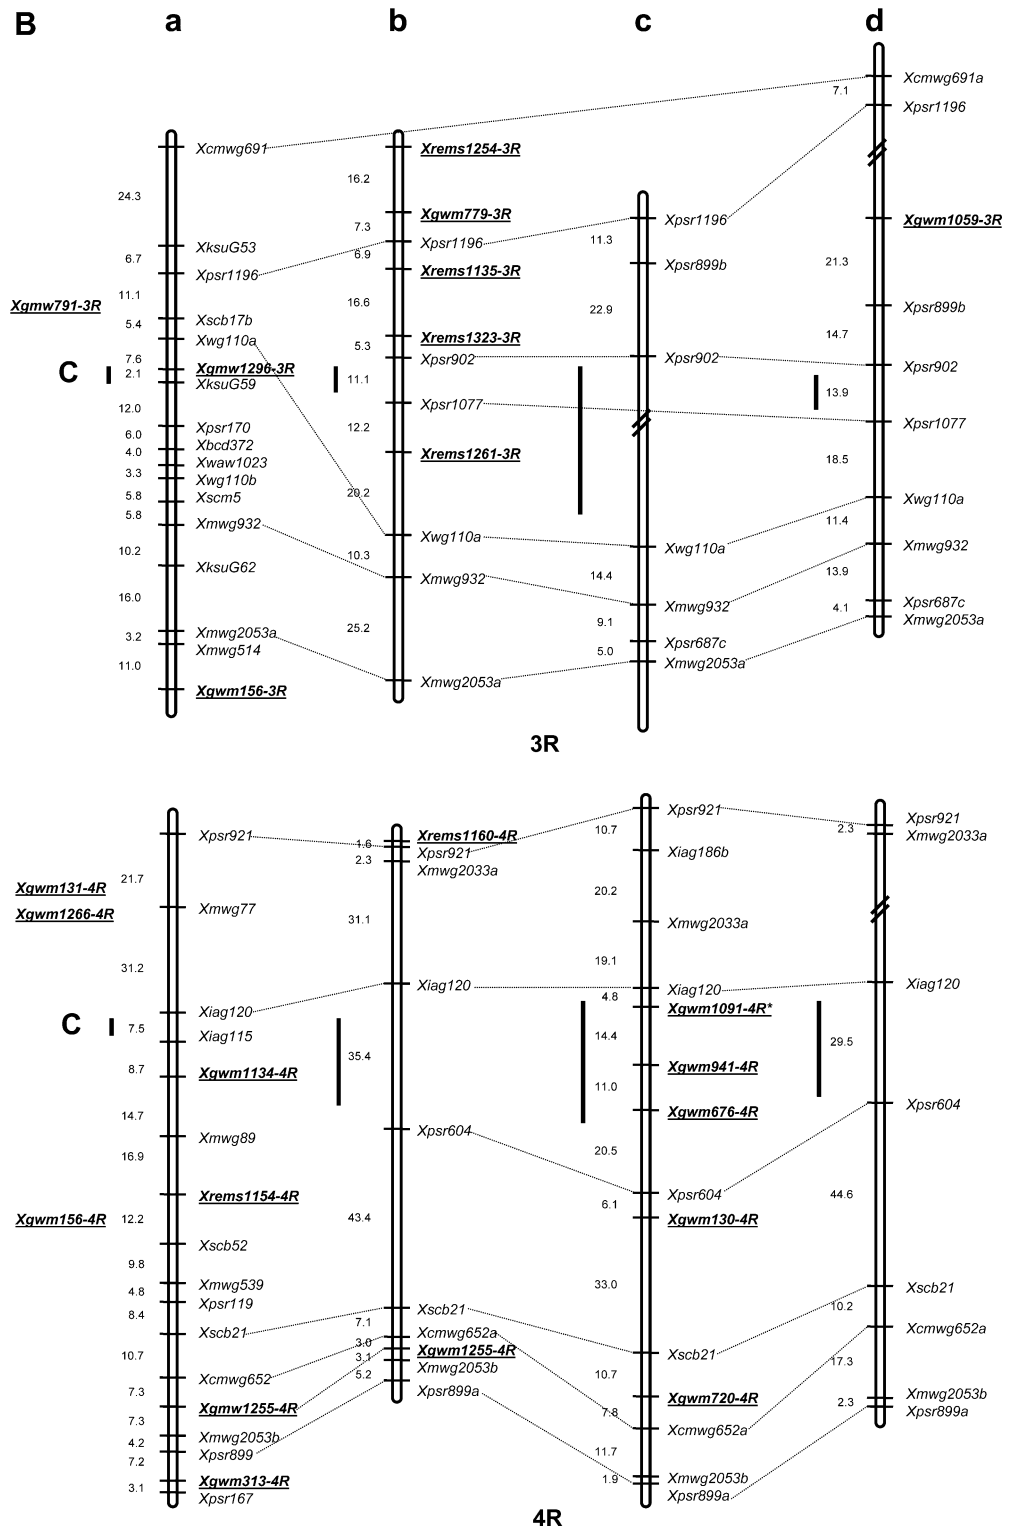 B
a
b
c
d
Xcmwg691
24.3
XksuG53
6.7
Xpsr1196
11.1
Xgmw791-3R
Xscb17b
5.4
Xwg110a
7.6
Xgmw1296-3R
C
2.1
XksuG59
12.0
Xpsr170
6.0
Xbcd372
4.0
Xwaw1023
3.3
Xwg110b
5.8
Xscm5
5.8
Xmwg932
10.2
XksuG62
16.0
Xmwg2053a
3.2
Xmwg514
11.0
Xgwm156-3R
Xrems1254-3R
16.2
Xgwm779-3R
7.3
Xpsr1196
6.9
Xrems1135-3R
16.6
Xrems1323-3R
5.3
Xpsr902
11.1
Xpsr1077
12.2
Xrems1261-3R
20.2
Xwg110a
10.3
Xmwg932
25.2
Xmwg2053a
Xpsr1196
11.3
Xpsr899b
22.9
Xpsr902
Xwg110a
14.4
Xmwg932
9.1
Xpsr687c
5.0
Xmwg2053a
Xcmwg691a
7.1
Xpsr1196
Xgwm1059-3R
21.3
Xpsr899b
14.7
Xpsr902
13.9
Xpsr1077
18.5
Xwg110a
11.4
Xmwg932
13.9
Xpsr687c
4.1
Xmwg2053a
3R
Xpsr921
21.7
Xgwm131-4R
Xmwg77
Xgwm1266-4R
31.2
Xiag120
C
7.5
Xiag115
8.7
Xgwm1134-4R
14.7
Xmwg89
16.9
Xrems1154-4R
Xgwm156-4R
12.2
Xscb52
9.8
Xmwg539
4.8
Xpsr119
8.4
Xscb21
10.7
Xcmwg652
7.3
Xgmw1255-4R
7.3
Xmwg2053b
4.2
Xpsr899
7.2
Xgwm313-4R
3.1
Xpsr167
Xrems1160-4R
1.6
Xpsr921
2.3
Xmwg2033a
31.1
Xiag120
35.4
Xpsr604
43.4
Xscb21
7.1
Xcmwg652a
3.0
Xgwm1255-4R
3.1
Xmwg2053b
5.2
Xpsr899a
Xpsr921
10.7
Xiag186b
20.2
Xmwg2033a
19.1
Xiag120
4.8
Xgwm1091-4R*
14.4
Xgwm941-4R
11.0
Xgwm676-4R
20.5
Xpsr604
6.1
Xgwm130-4R
33.0
Xscb21
10.7
Xgwm720-4R
7.8
Xcmwg652a
11.7
Xmwg2053b
1.9
Xpsr899a
Xpsr921
2.3
Xmwg2033a
Xiag120
29.5
Xpsr604
44.6
Xscb21
10.2
Xcmwg652a
17.3
Xmwg2053b
2.3
Xpsr899a
4R